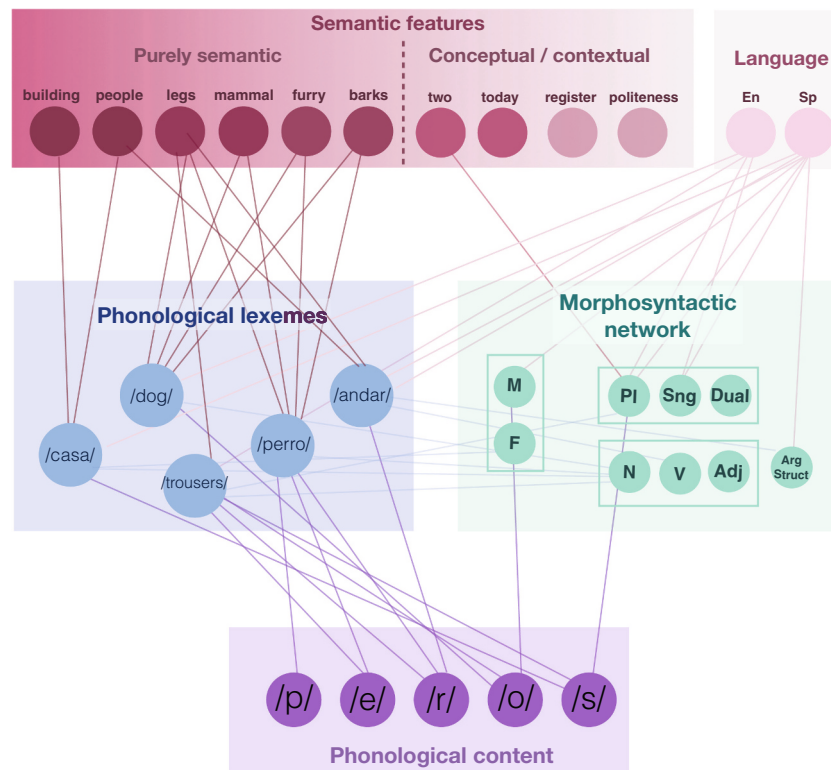 Semantic features
Purely semantic
Conceptual / contextual
Language
building people legs mammal furry barks two today register politeness En Sp
Phonological lexemes
Morphosyntactic
network
/dog/ /andar/ M Pl Sng Dual
/casa/ /perro/ F
/trousers/ N V Adj Arg
Struct
/p/ /e/ /r/ /o/ /s/
Phonological content